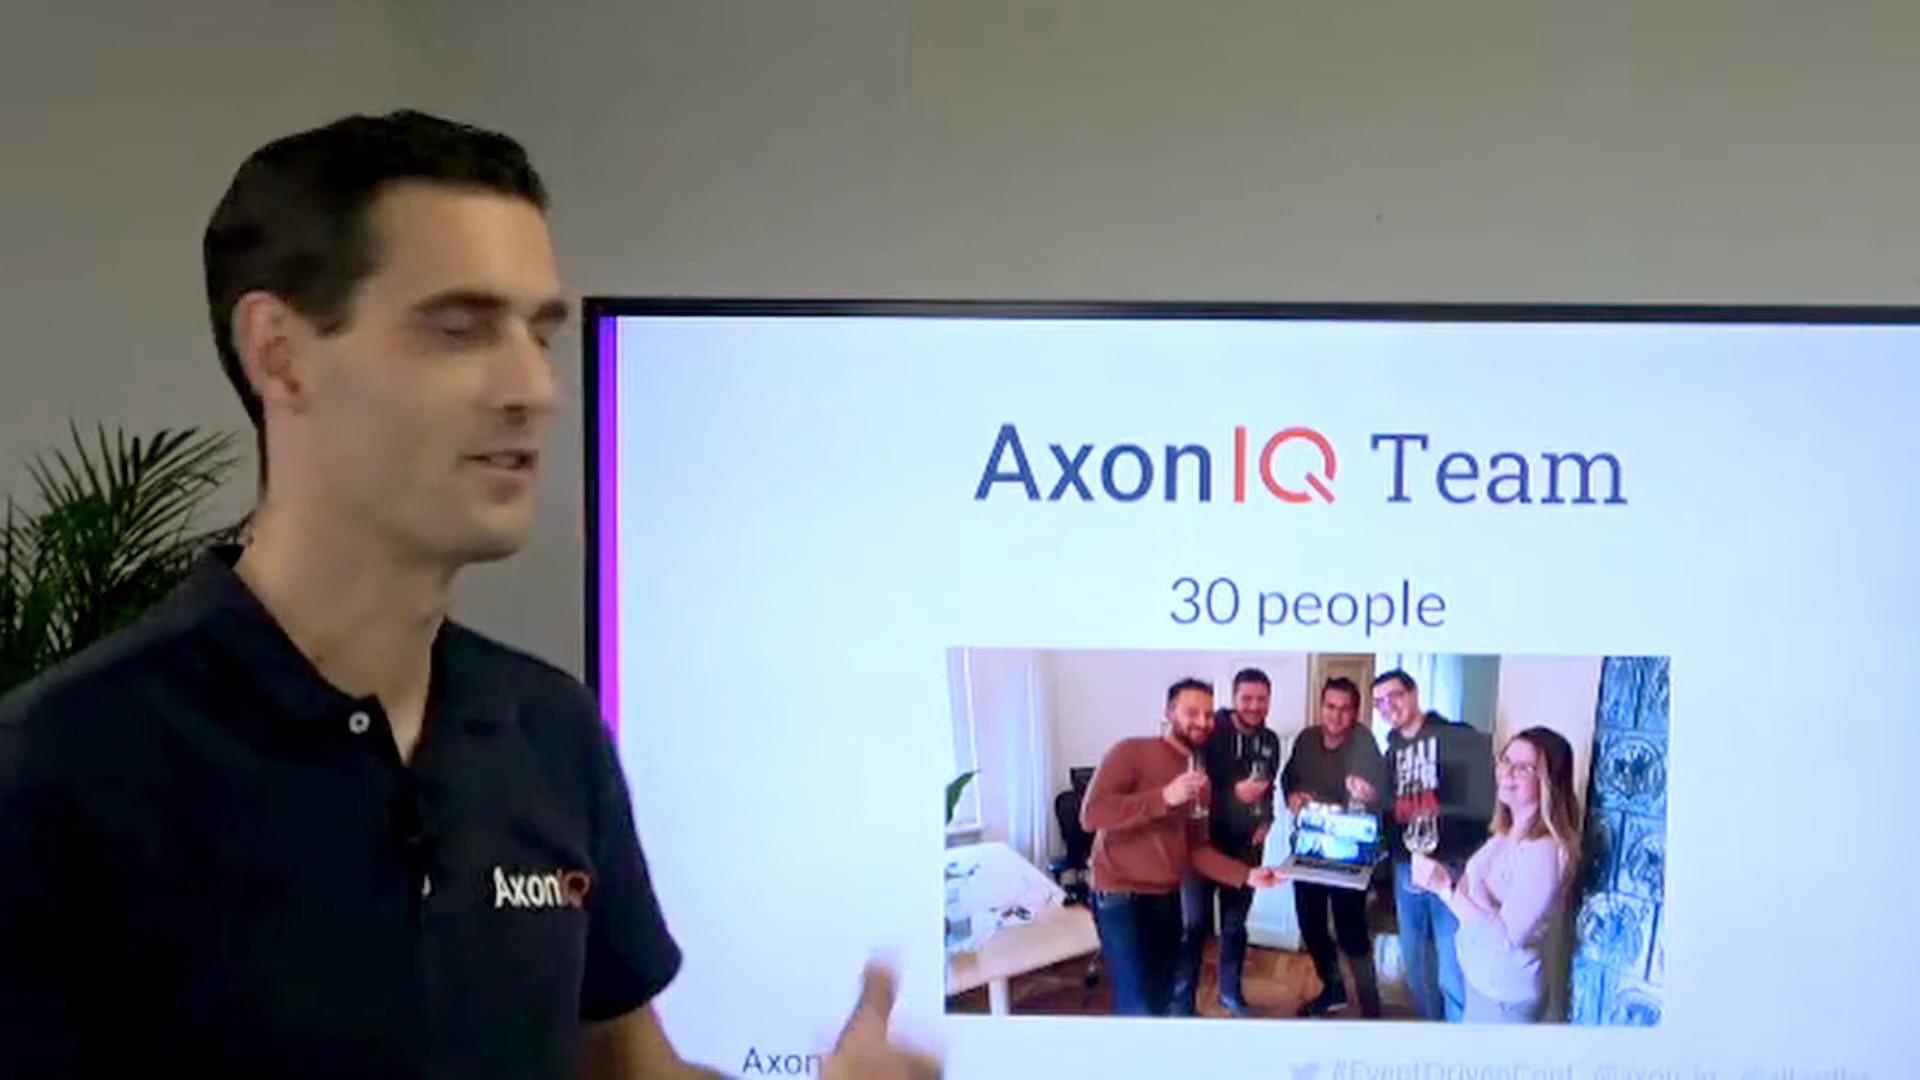 AxonIQ Team
30 people
AxonIQ
Axon
#EventDrivenConf @axon_iq